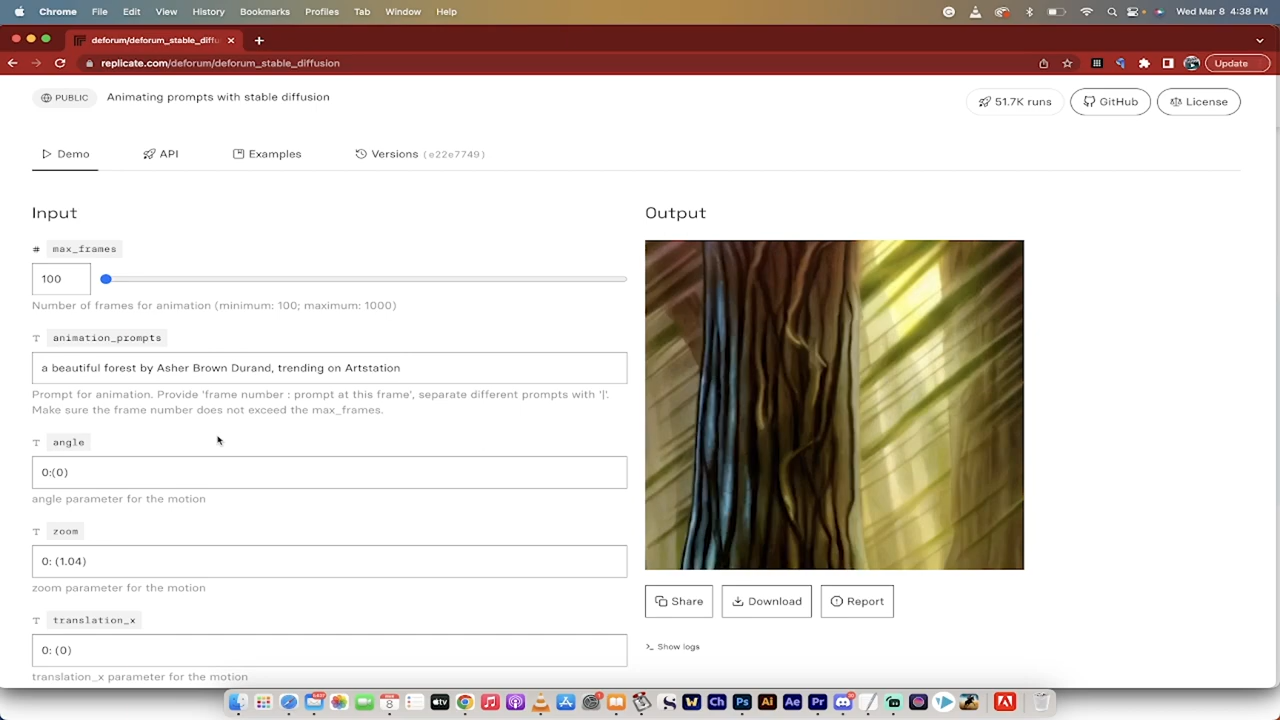 Chrome File Edit View History Bookmarks Profiles Tab Window Help Wed Mar 8 4:38 PM
deforum/deforum_stable_diffu
replicate.com/deforum/deforum_stable_diffusion Update
PUBLIC Animating prompts with stable diffusion 51.7K runs GitHub License
Demo API Examples Versions (e22e7749)
Input Output
# max_frames
100
Number of frames for animation (minimum: 100; maximum: 1000)
T animation_prompts
a beautiful forest by Asher Brown Durand, trending on Artstation
Prompt for animation. Provide 'frame number : prompt at this frame', separate different prompts with '|'.
Make sure the frame number does not exceed the max_frames.
T angle
0:(0)
angle parameter for the motion
T zoom
0: (1.04)
zoom parameter for the motion
Share Download Report
T translation_x
0: (0)
>_ Show logs
translation_x parameter for the motion
S W Ch Ps Ai Ae Pr